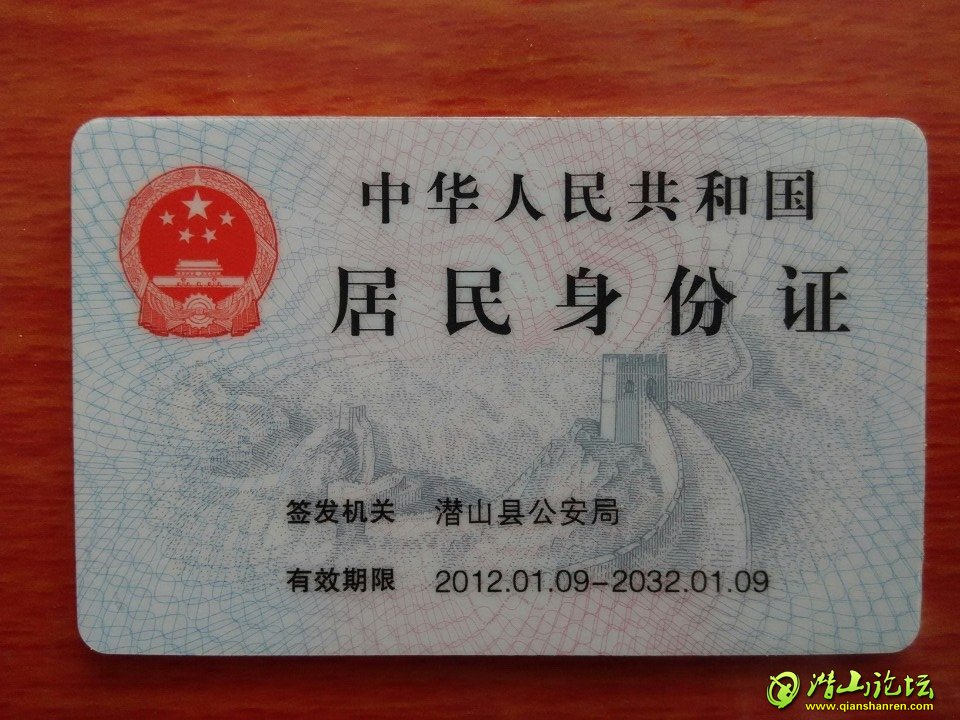 中华人民共和国
居民身份证
签发机关 潜山县公安局
有效期限 2012.01.09-2032.01.09
潜山论坛
www.qianshanren.com